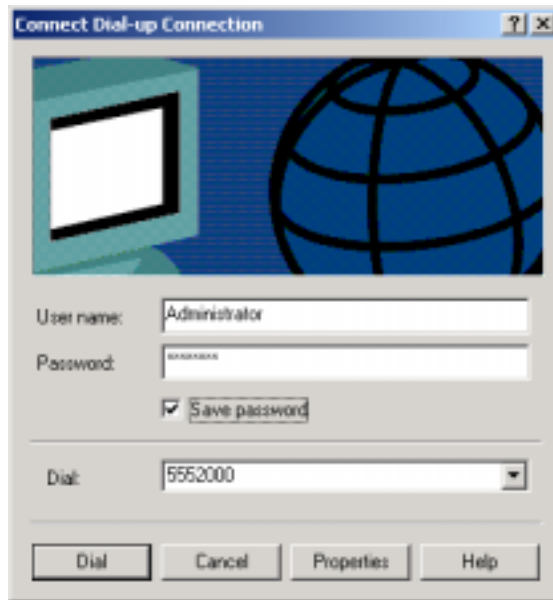 Connect Dial-up Connection
User name: Administrator
Password: ********
Save password
Dial: 5552000
Dial Cancel Properties Help